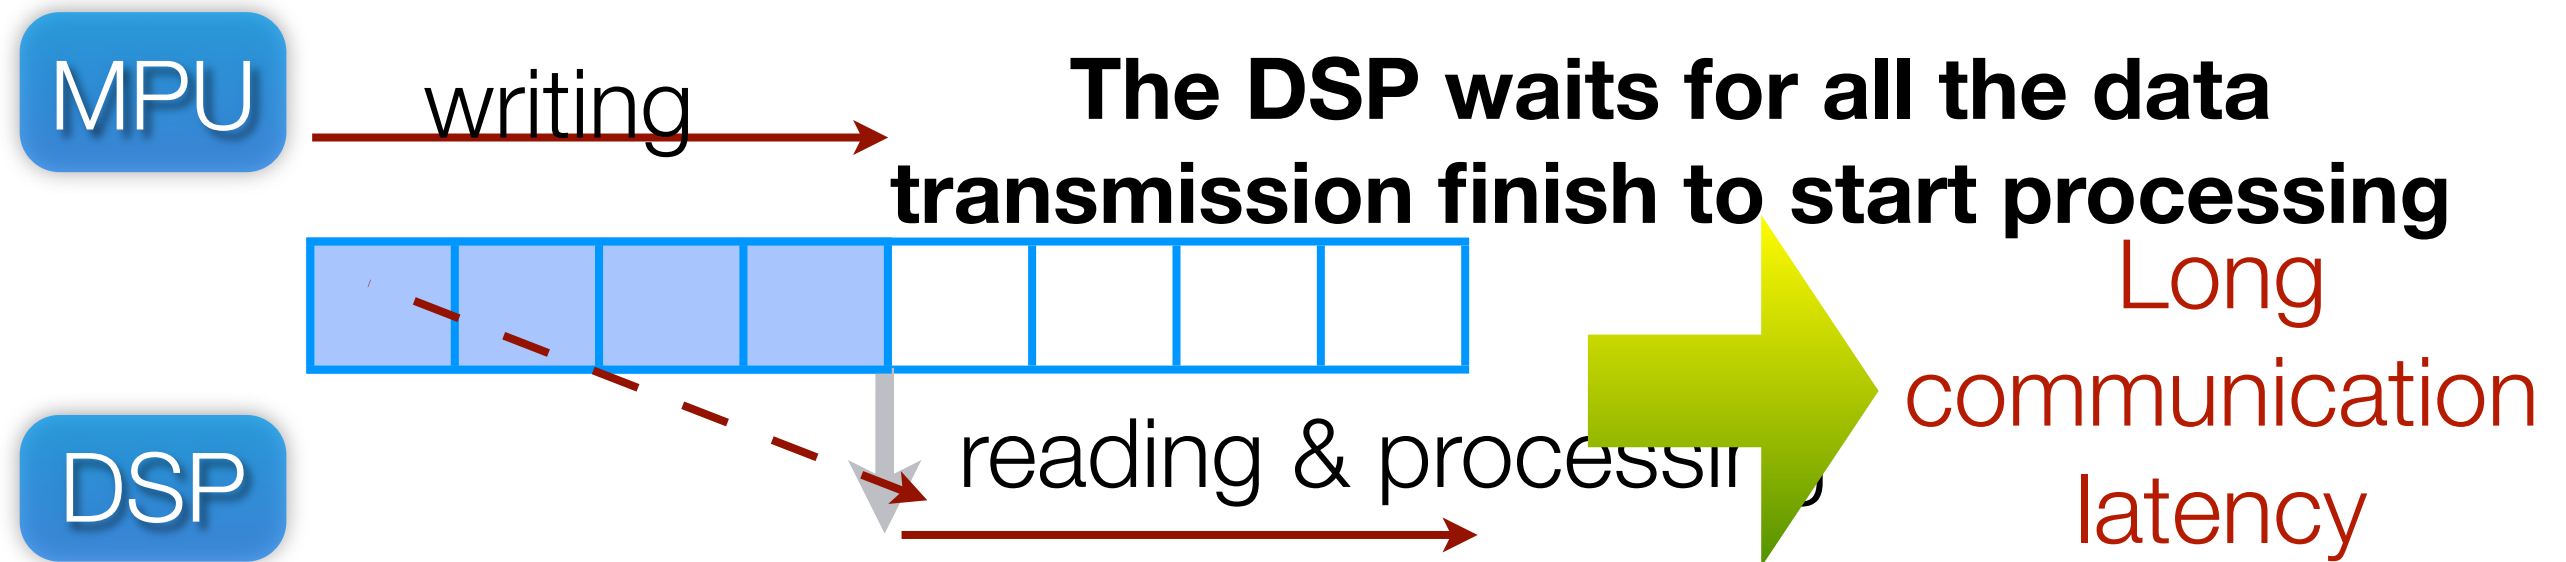 MPU
writing
The DSP waits for all the data
transmission finish to start processing
Long
communication
latency
DSP
reading & processing